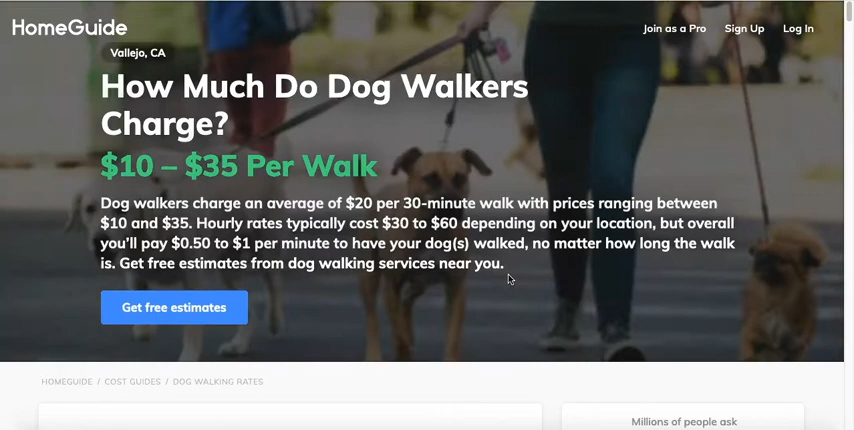 HomeGuide
Join as a Pro Sign Up Log In
Vallejo, CA
How Much Do Dog Walkers
Charge?
$10 – $35 Per Walk
Dog walkers charge an average of $20 per 30-minute walk with prices ranging between
$10 and $35. Hourly rates typically cost $30 to $60 depending on your location, but overall
you'll pay $0.50 to $1 per minute to have your dog(s) walked, no matter how long the walk
is. Get free estimates from dog walking services near you.
Get free estimates
HOMEGUIDE / COST GUIDES / DOG WALKING RATES
Millions of people ask